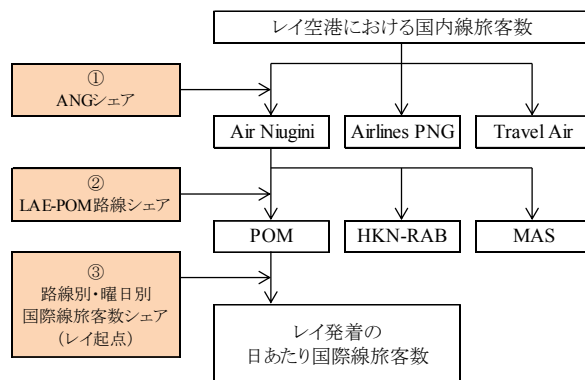 レイ空港における国内線旅客数
①
ANGシェア
Air Niugini
Airlines PNG
Travel Air
②
LAE-POM路線シェア
POM
HKN-RAB
MAS
③
路線別・曜日別
国際線旅客数シェア
(レイ起点)
レイ発着の
日あたり国際線旅客数